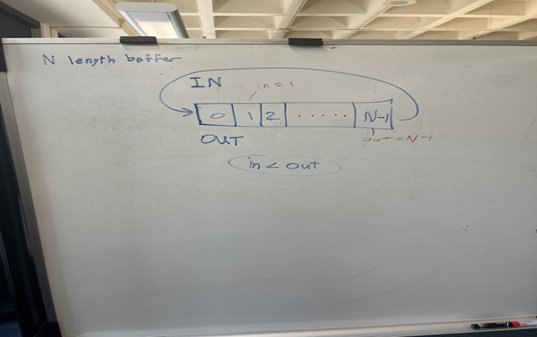 N length buffer
IN
in = 1
0 1 2 ..... N-1
OUT
out = N-1
in < out